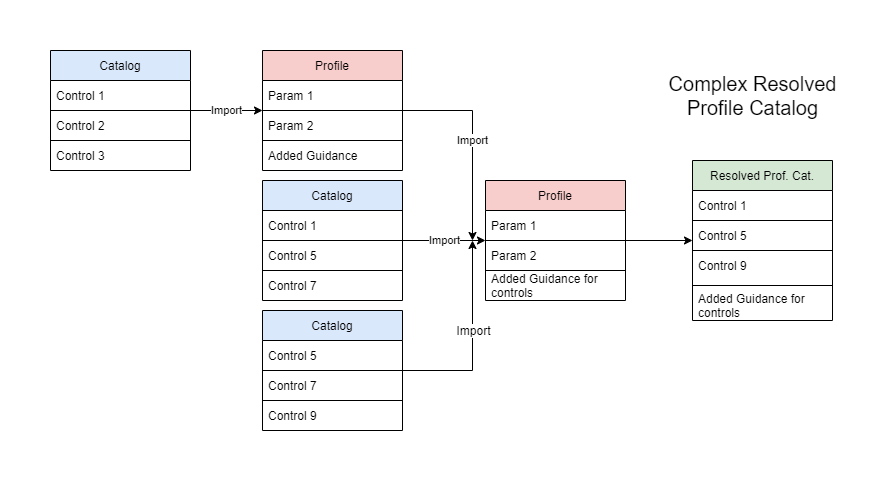 Complex Resolved
Profile Catalog
Catalog
Control 1
Control 2
Control 3
Import
Profile
Param 1
Param 2
Added Guidance
Import
Catalog
Control 1
Control 5
Control 7
Import
Catalog
Control 5
Control 7
Control 9
Import
Profile
Param 1
Param 2
Added Guidance for
controls
Resolved Prof. Cat.
Control 1
Control 5
Control 9
Added Guidance for
controls